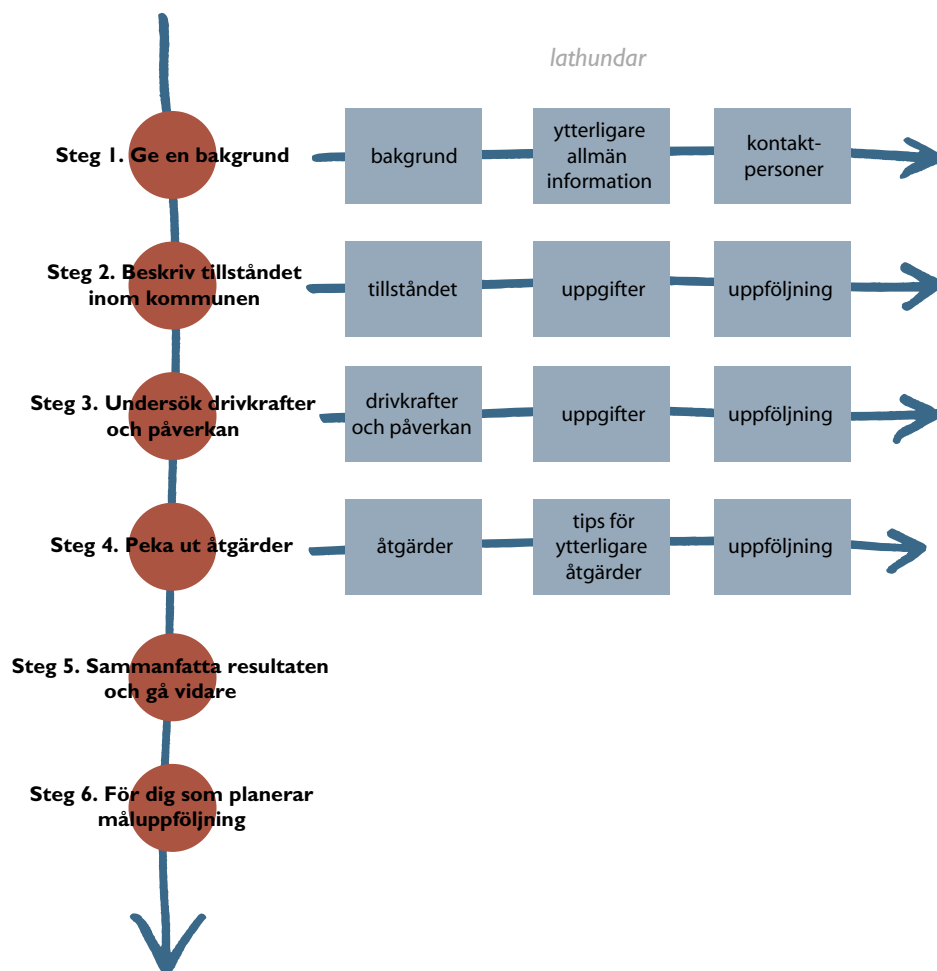 lathundar
Steg 1. Ge en bakgrund
bakgrund
ytterligare
allmän
information
kontakt-
personer
Steg 2. Beskriv tillståndet
inom kommunen
tillståndet
uppgifter
uppföljning
Steg 3. Undersök drivkrafter
och påverkan
drivkrafter
och påverkan
uppgifter
uppföljning
Steg 4. Peka ut åtgärder
åtgärder
tips för
ytterligare
åtgärder
uppföljning
Steg 5. Sammanfatta resultaten
och gå vidare
Steg 6. För dig som planerar
måluppföljning